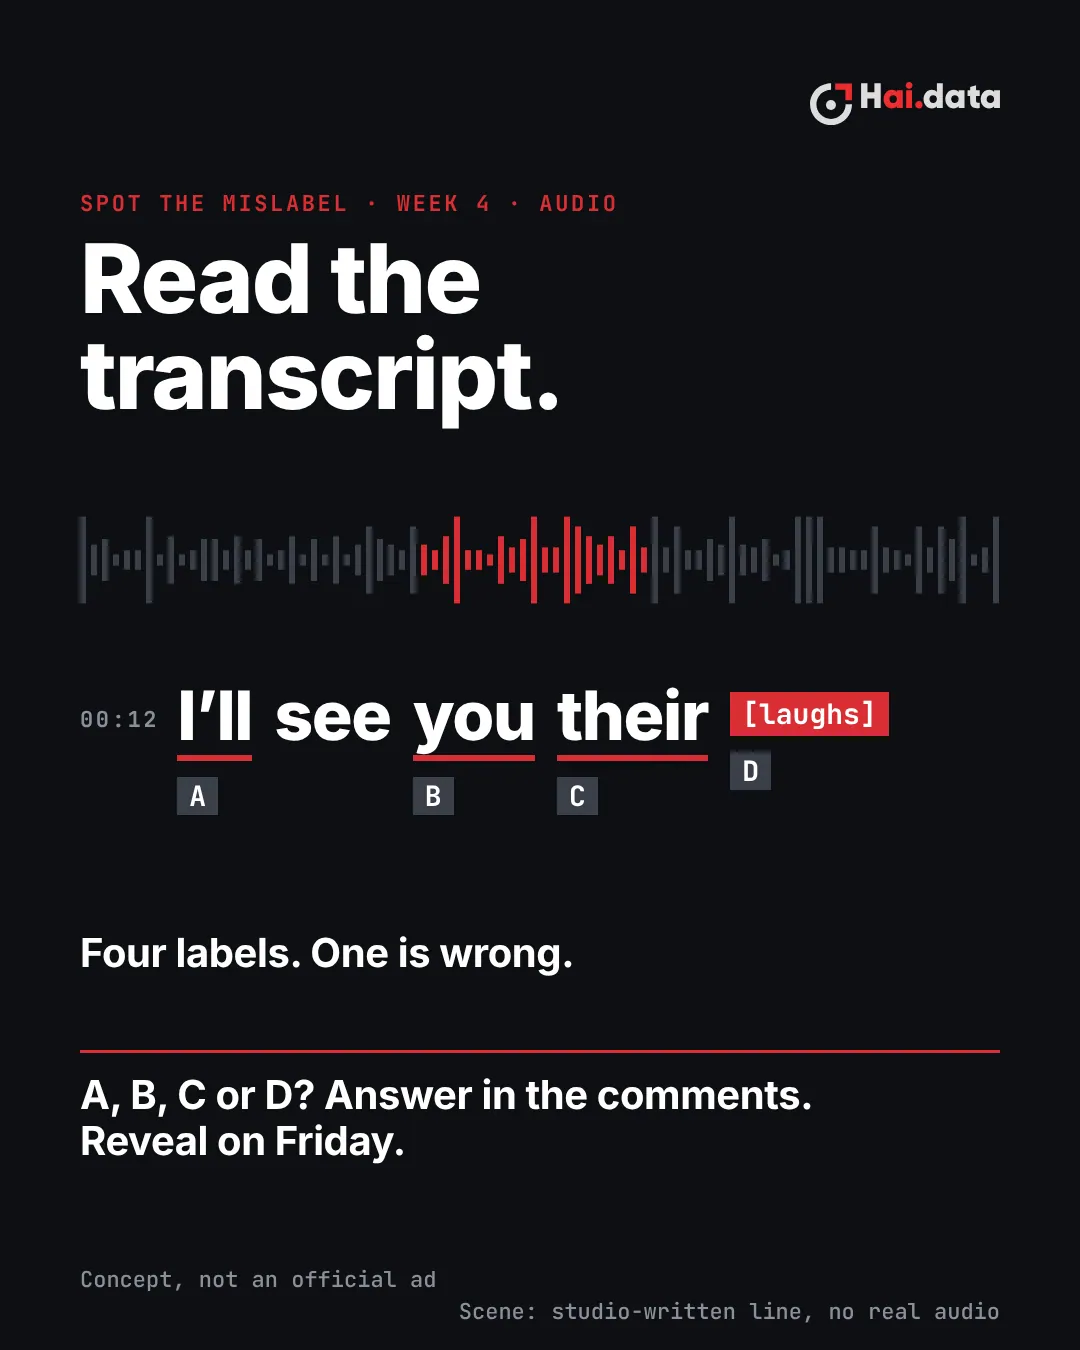 Hai.data
SPOT THE MISLABEL · WEEK 4 · AUDIO
Read the
transcript.
00:12 I’ll see you their [laughs]
A B C D
Four labels. One is wrong.
A, B, C or D? Answer in the comments.
Reveal on Friday.
Concept, not an official ad
Scene: studio-written line, no real audio